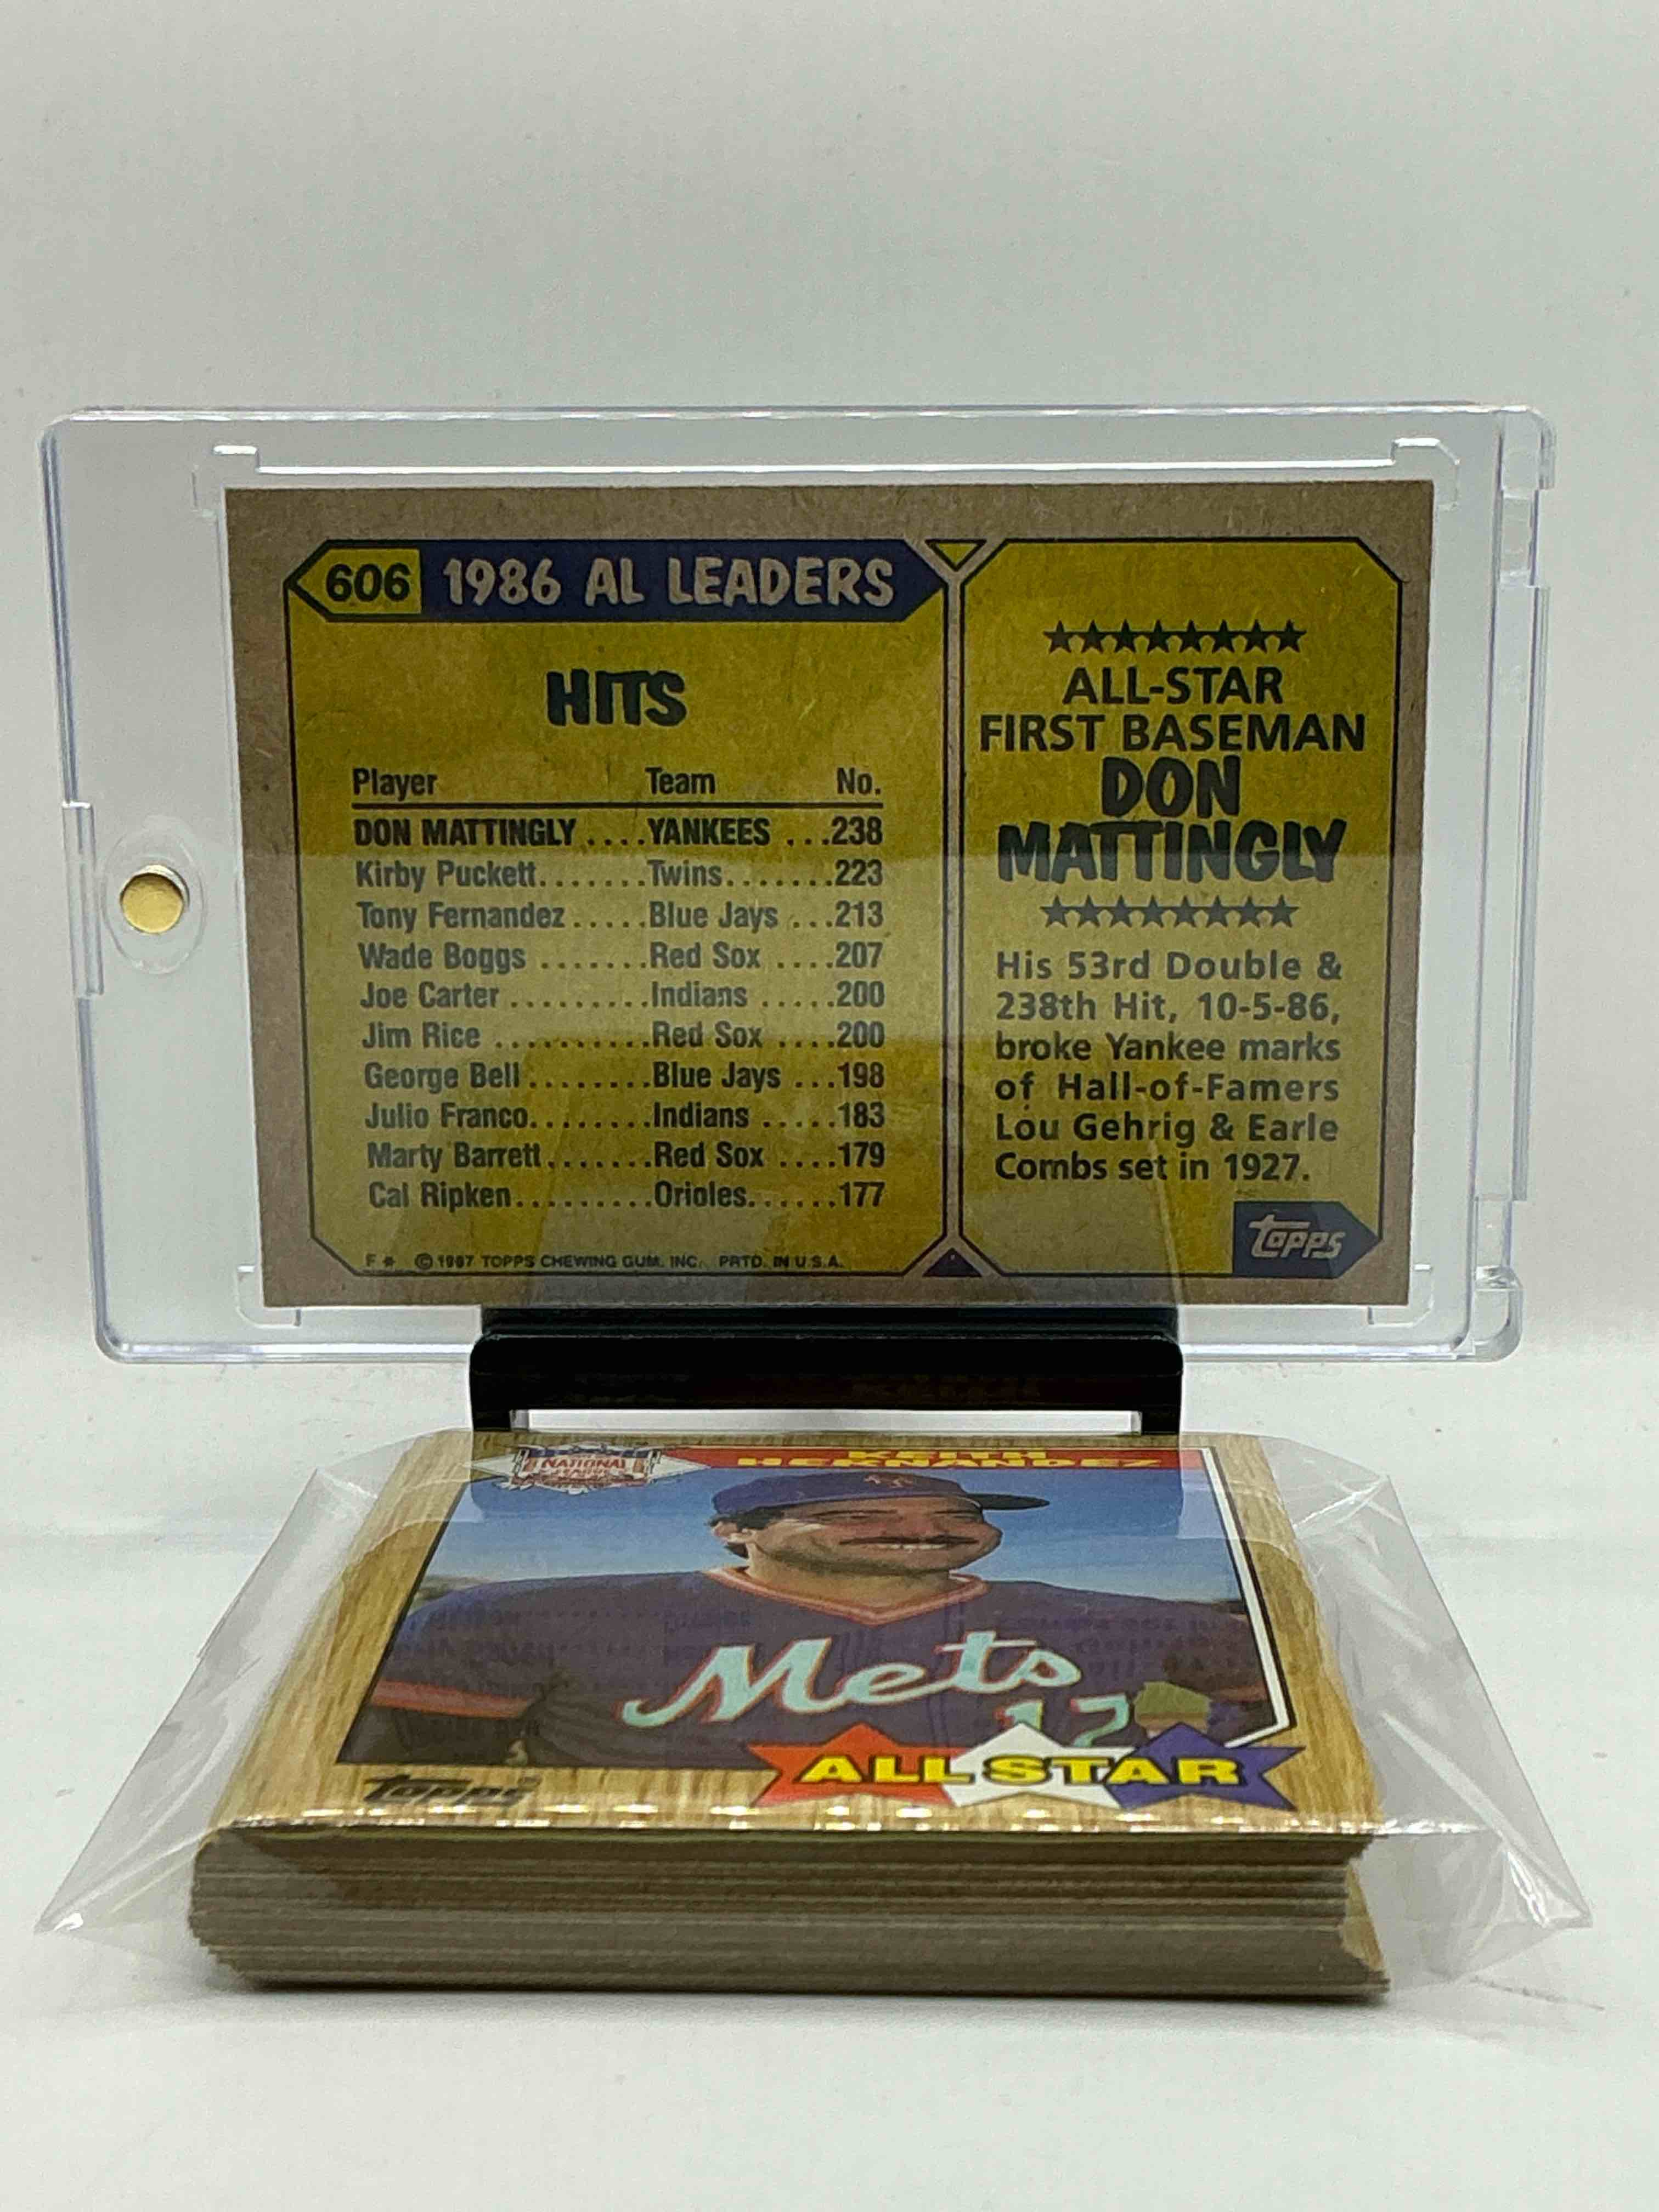 606 1986 AL LEADERS
HITS
Player Team No.
DON MATTINGLY....YANKEES...238
Kirby Puckett.......Twins.......223
Tony Fernandez.....Blue Jays...213
Wade Boggs.......Red Sox....207
Joe Carter.........Indians.....200
Jim Rice..........Red Sox....200
George Bell........Blue Jays...198
Julio Franco........Indians.....183
Marty Barrett.......Red Sox....179
Cal Ripken.........Orioles......177
F * © 1987 TOPPS CHEWING GUM, INC. PRTD. IN U.S.A.
ALL-STAR
FIRST BASEMAN
DON
MATTINGLY
His 53rd Double &
238th Hit, 10-5-86,
broke Yankee marks
of Hall-of-Famers
Lou Gehrig & Earle
Combs set in 1927.
topps
NATIONAL
LEAGUE
KEITH
HERNANDEZ
Mets
17
ALL STAR
topps